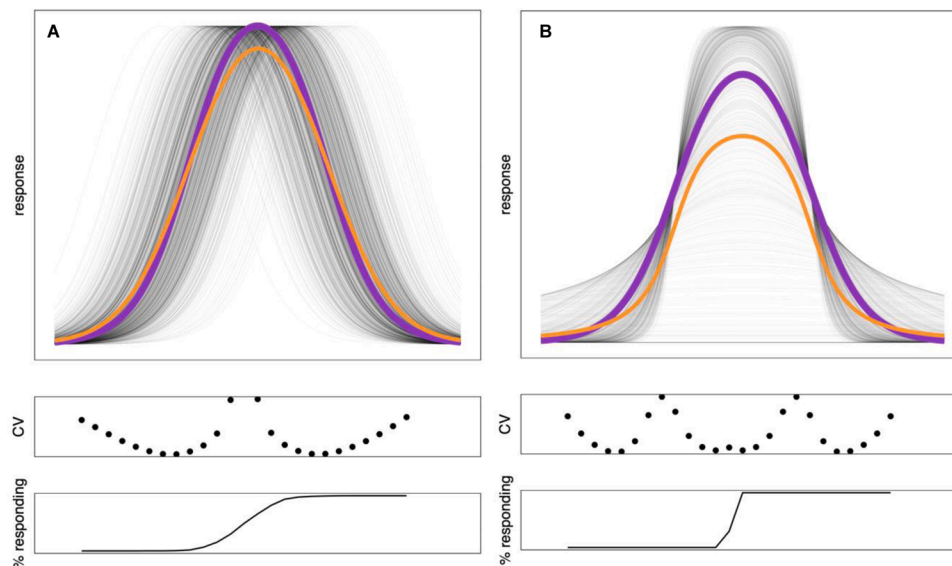 A
B
response
response
CV
CV
% responding
% responding